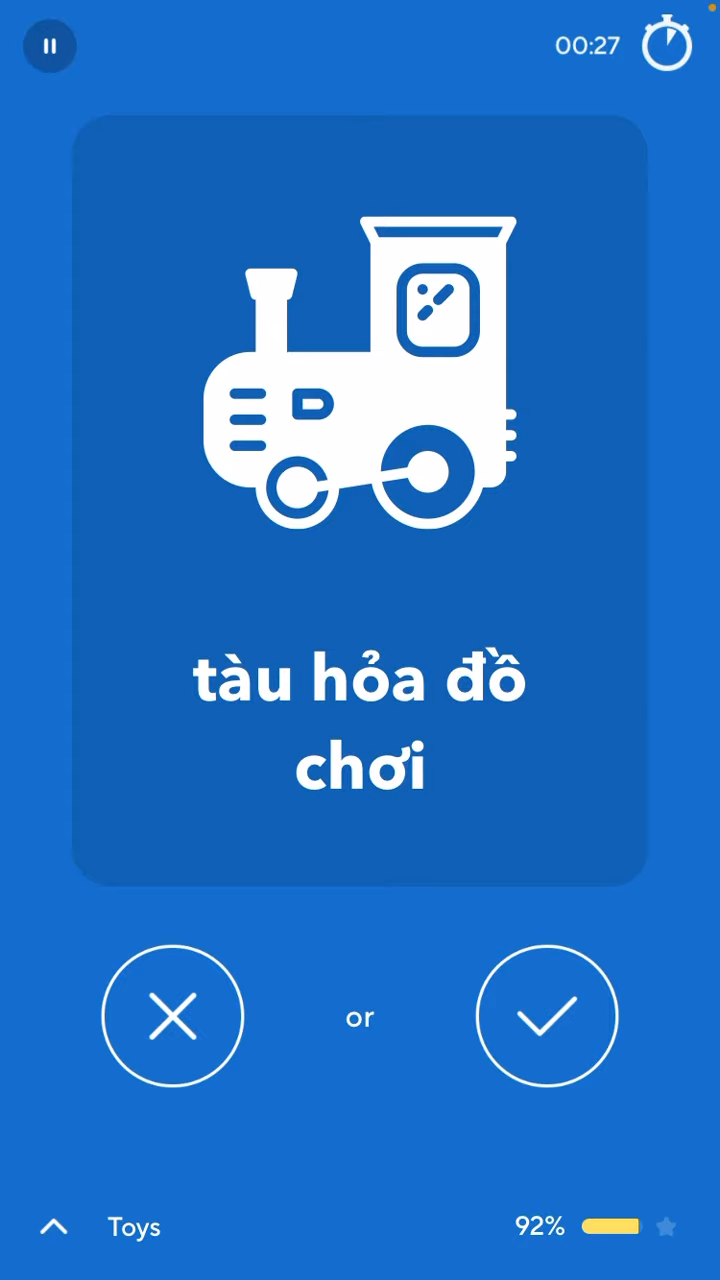 00:27
tàu hỏa đồ
chơi
or
Toys
92%